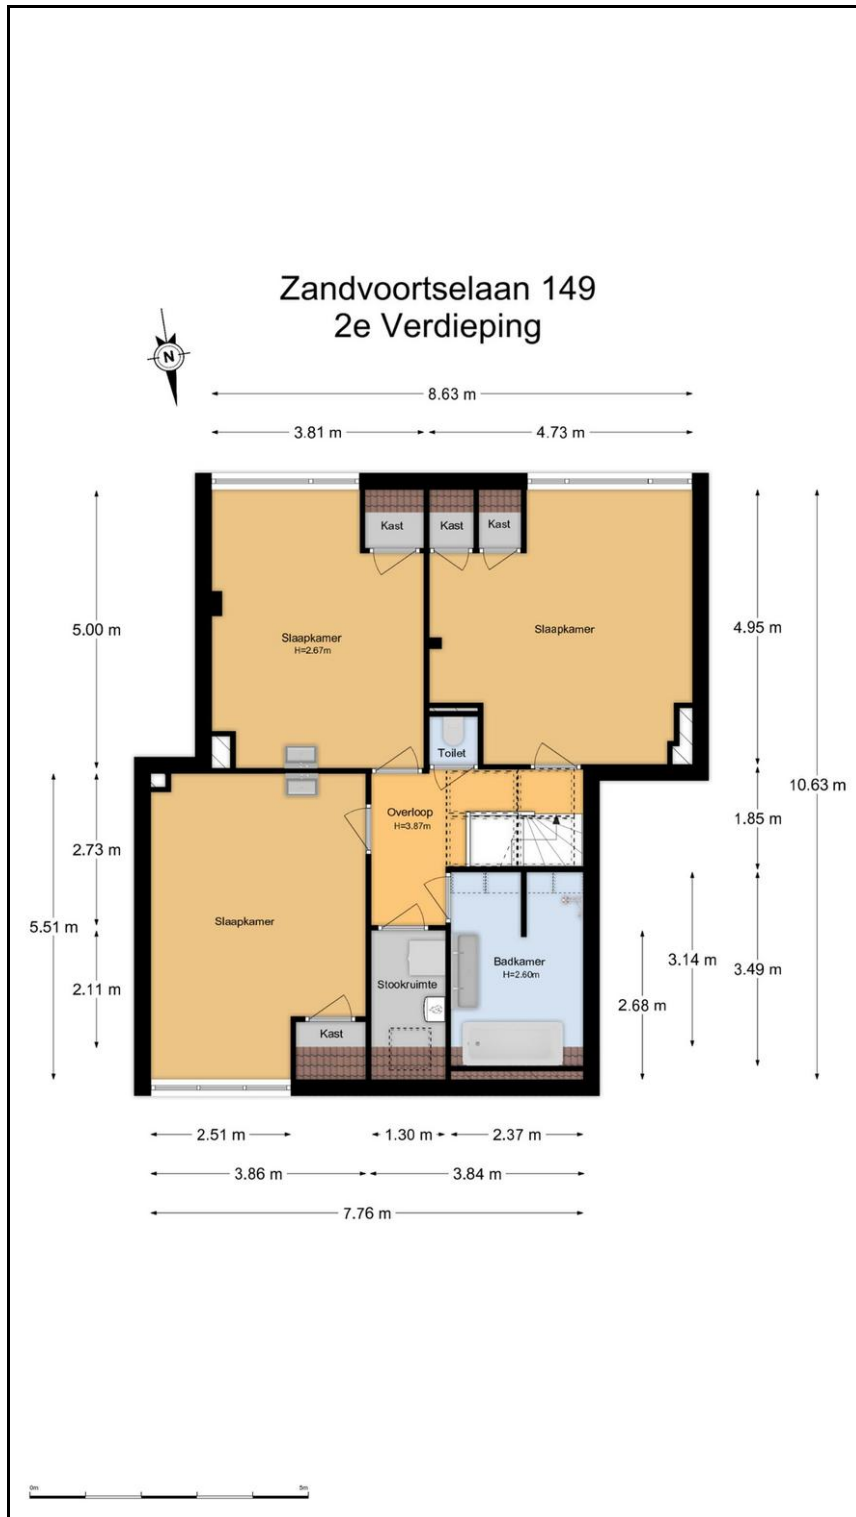 Zandvoortselaan 149
2e Verdieping
N
8.63 m
3.81 m
4.73 m
Kast
Kast
Kast
5.00 m
Slaapkamer
H=2.67m
Slaapkamer
4.95 m
Toilet
10.63 m
Overloop
H=3.87m
1.85 m
2.73 m
5.51 m
Slaapkamer
Badkamer
H=2.60m
3.14 m
3.49 m
2.11 m
Stookruimte
2.68 m
Kast
2.51 m
1.30 m
2.37 m
3.86 m
3.84 m
7.76 m
0m
5m